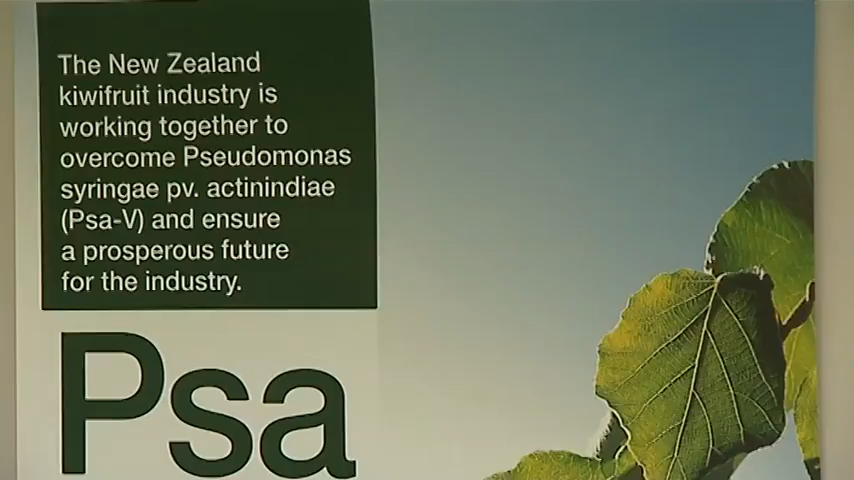 The New Zealand
kiwifruit industry is
working together to
overcome Pseudomonas
syringae pv. actinindiae
(Psa-V) and ensure
a prosperous future
for the industry.
Psa